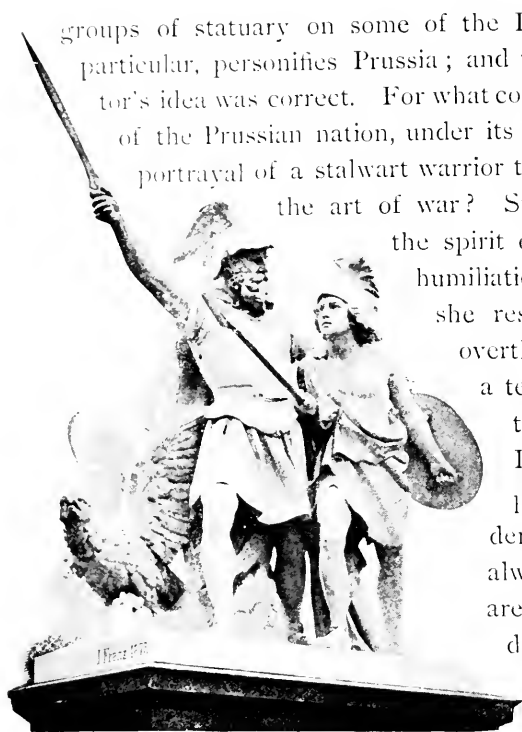 groups of statuary on some of the
particular, personifies Prussia; and
tor's idea was correct. For what co
of the Prussian nation, under its
portrayal of a stalwart warrior t
the art of war? S
the spirit
humiliation
she res
overth
a te
t
I
h
der
alw
are
d